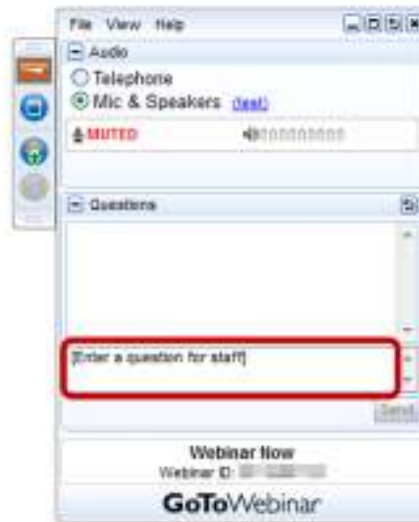 File View Help
Audio
Telephone
Mic & Speakers (test)
MUTED
Questions
[Enter a question for staff]
Send
Webinar Now
Webinar ID:
GoToWebinar